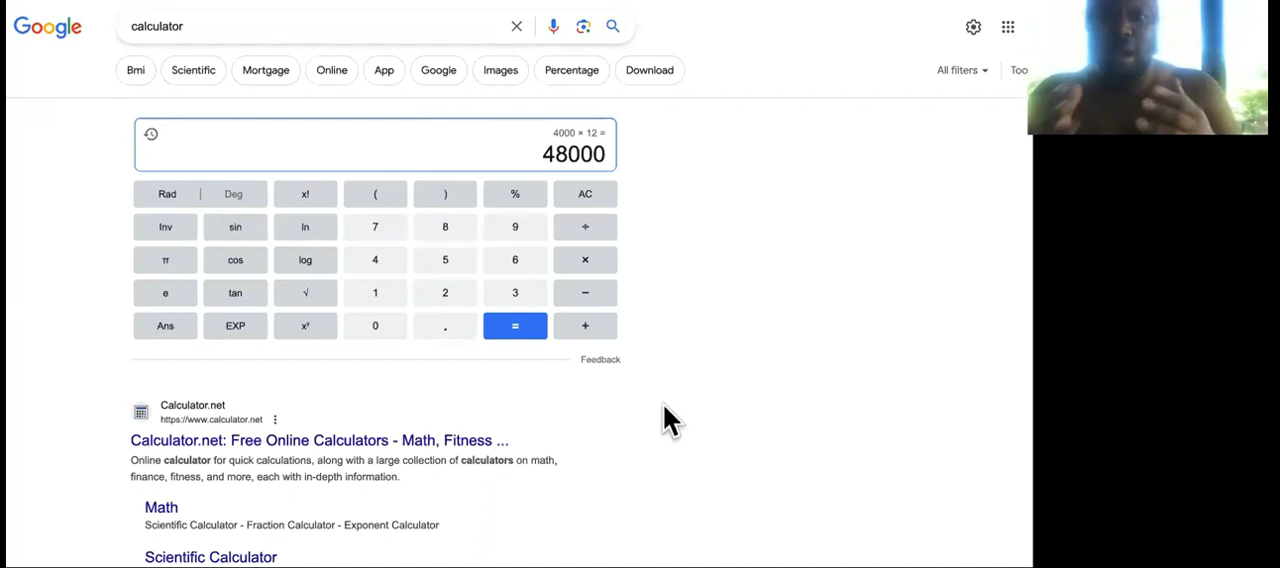 Google
calculator
Bmi
Scientific
Mortgage
Online
App
Google
Images
Percentage
Download
All filters
Too
4000 × 12 =
48000
Rad | Deg
x!
(
)
%
AC
Inv
sin
ln
7
8
9
÷
π
cos
log
4
5
6
×
e
tan
√
1
2
3
−
Ans
EXP
xʸ
0
.
=
+
Feedback
Calculator.net
https://www.calculator.net
Calculator.net: Free Online Calculators - Math, Fitness ...
Online calculator for quick calculations, along with a large collection of calculators on math,
finance, fitness, and more, each with in-depth information.
Math
Scientific Calculator - Fraction Calculator - Exponent Calculator
Scientific Calculator